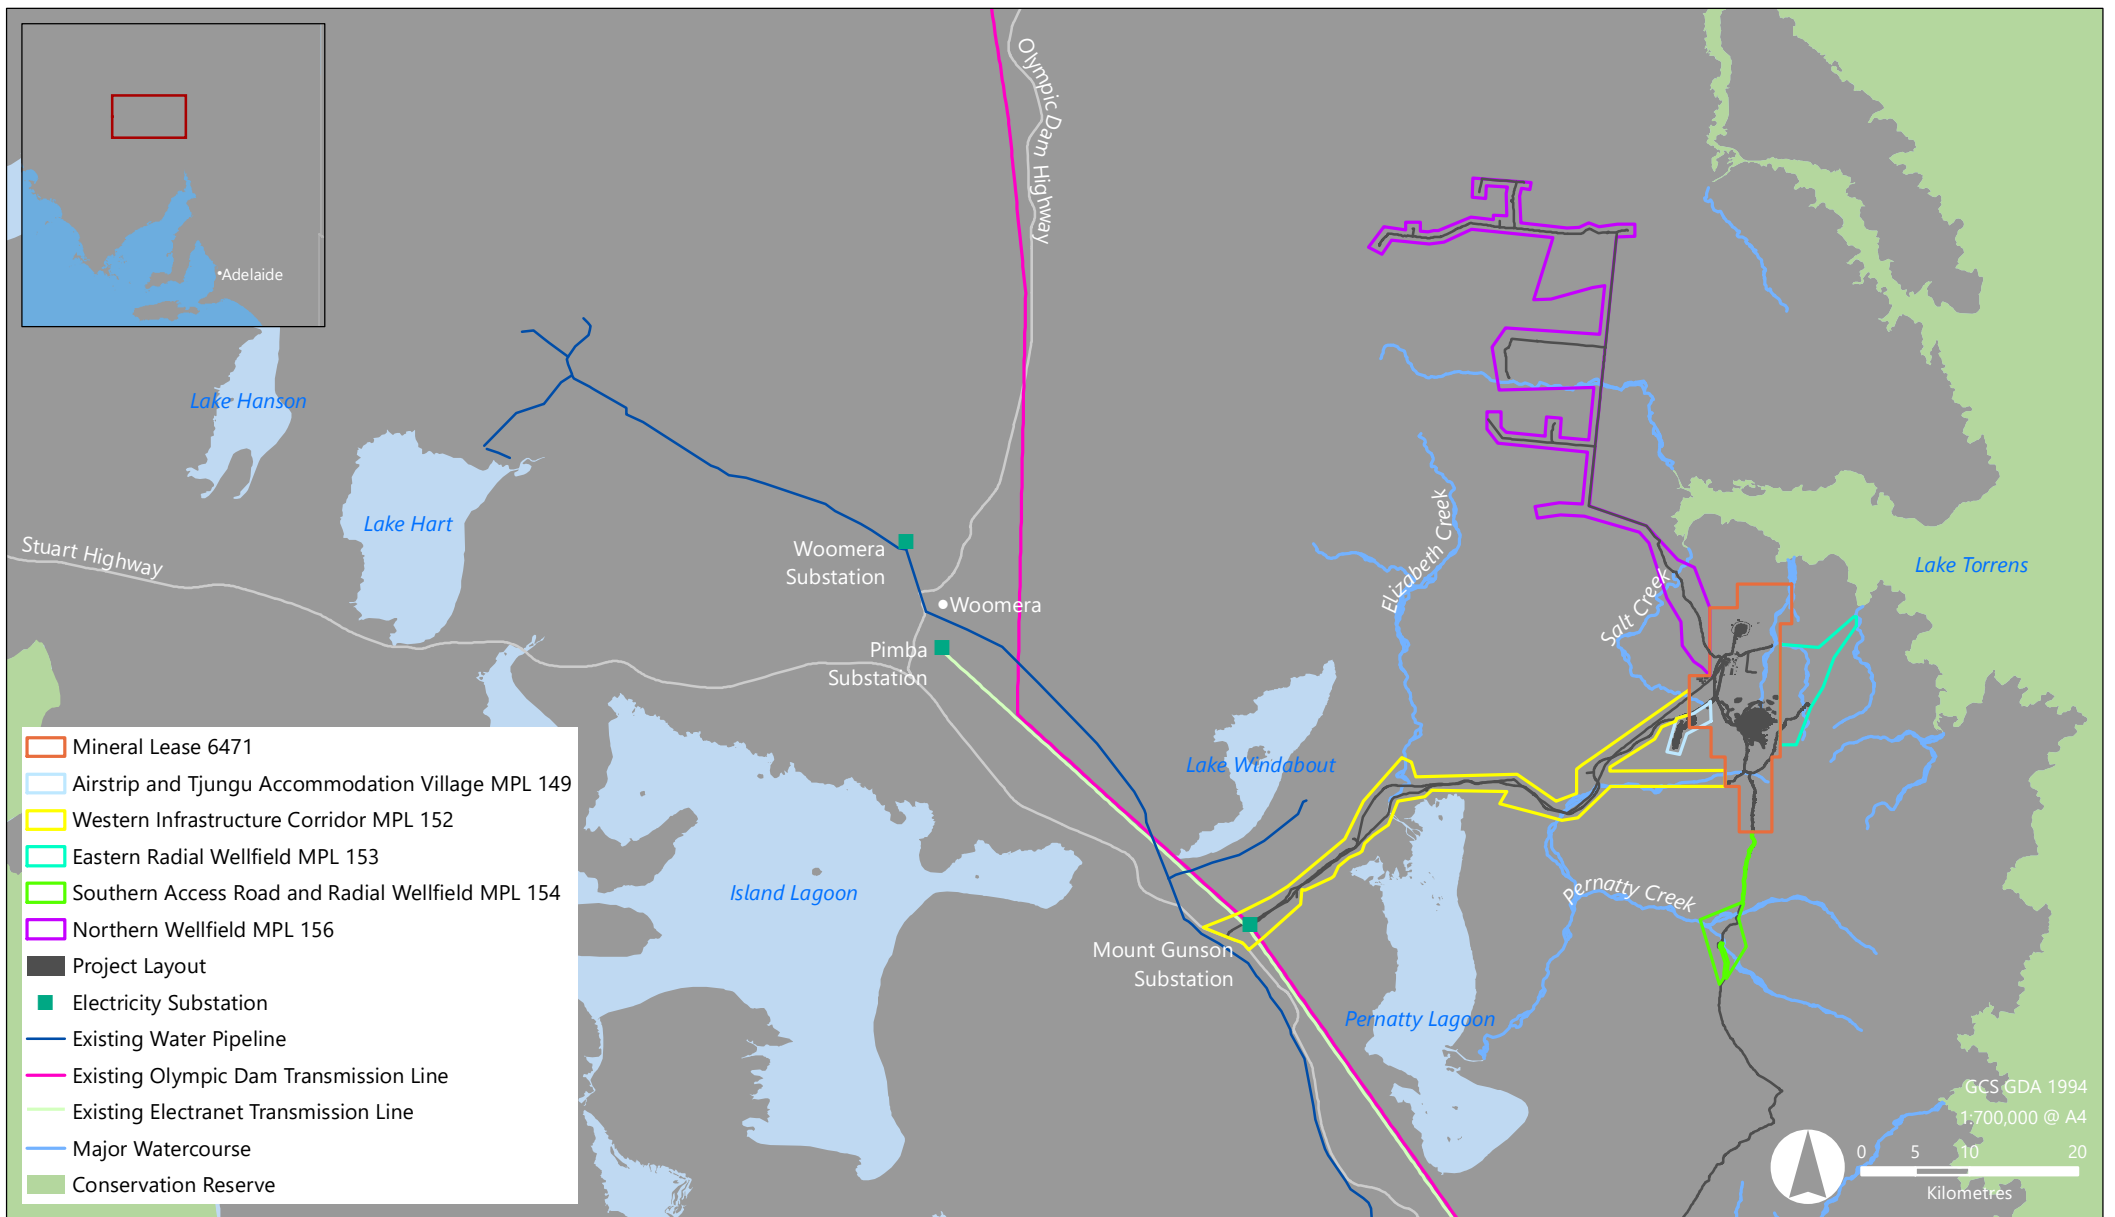 Adelaide
Olympic Dam Highway
Lake Hanson
Lake Hart
Stuart Highway
Woomera
Substation
Woomera
Pimba
Substation
Elizabeth Creek
Salt Creek
Lake Torrens
Lake Windabout
Island Lagoon
Pernatty Creek
Mount Gunson
Substation
Pernatty Lagoon
Mineral Lease 6471
Airstrip and Tjungu Accommodation Village MPL 149
Western Infrastructure Corridor MPL 152
Eastern Radial Wellfield MPL 153
Southern Access Road and Radial Wellfield MPL 154
Northern Wellfield MPL 156
Project Layout
Electricity Substation
Existing Water Pipeline
Existing Olympic Dam Transmission Line
Existing Electranet Transmission Line
Major Watercourse
Conservation Reserve
GCS GDA 1994
1:700,000 @ A4
0 5 10 20
Kilometres